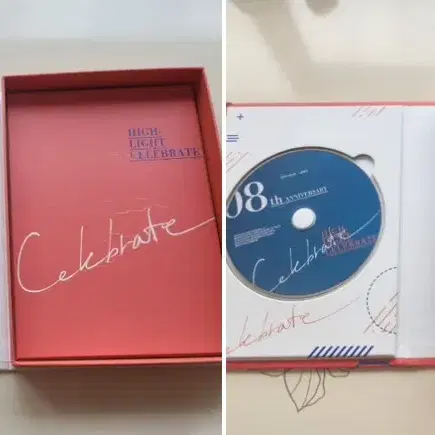 HIGH
LIGHT
CELEBRATE
Celebrate
08th ANNIVERSARY
HIGH
LIGHT
CELEBRATE
Celebrate
Celebrate